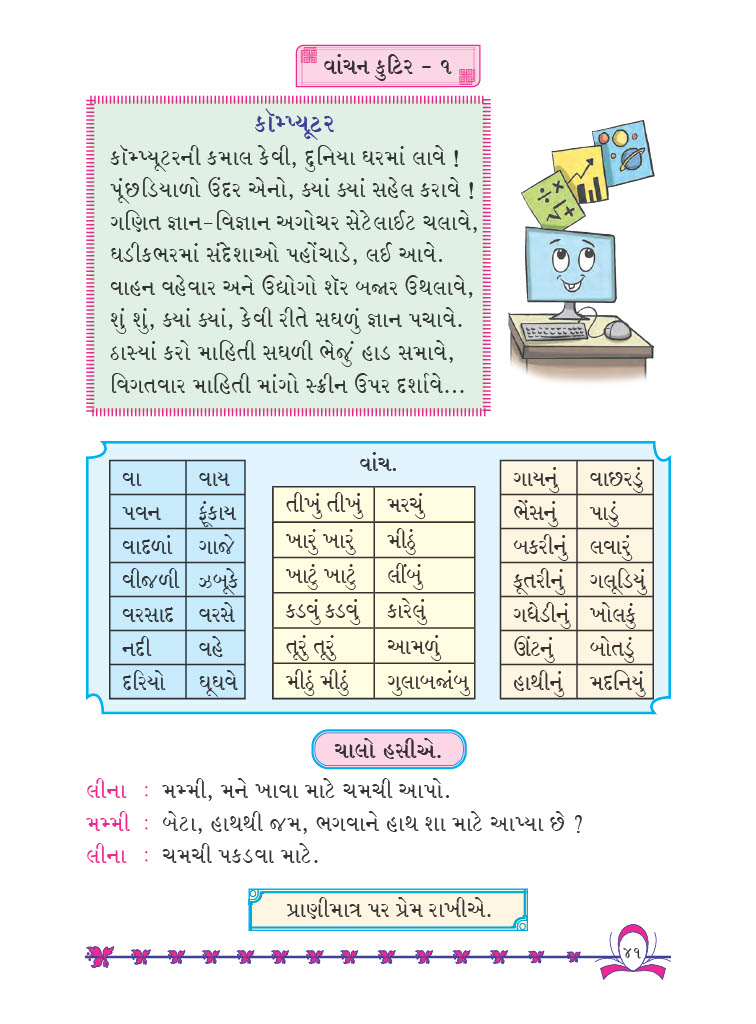 વાંચન કુટિર - ૧
કૉમ્પ્યૂટર
કૉમ્પ્યૂટરની કમાલ કેવી, દુનિયા ઘરમાં લાવે !
પૂંછડિયાળો ઉંદર એનો, ક્યાં ક્યાં સહેલ કરાવે !
ગણિત જ્ઞાન-વિજ્ઞાન અગોચર સેટેલાઈટ ચલાવે,
ઘડીકભરમાં સંદેશાઓ પહોંચાડે, લઈ આવે.
વાહન વહેવાર અને ઉદ્યોગો શૅર બજાર ઉથલાવે,
શું શું, ક્યાં ક્યાં, કેવી રીતે સઘળું જ્ઞાન પચાવે.
ઠાસ્યાં કરો માહિતી સઘળી ભેજું હાડ સમાવે,
વિગતવાર માહિતી માંગો સ્ક્રીન ઉપર દર્શાવે...
વાંચ.
વા વાય
પવન ફૂંકાય
વાદળાં ગાજે
વીજળી ઝબૂકે
વરસાદ વરસે
નદી વહે
દરિયો ઘૂઘવે
તીખું તીખું મરચું
ખારું ખારું મીઠું
ખાટું ખાટું લીંબું
કડવું કડવું કારેલું
તૂરું તૂરું આમળું
મીઠું મીઠું ગુલાબજાંબુ
ગાયનું વાછરડું
ભેંસનું પાડું
બકરીનું લવારું
કૂતરીનું ગલૂડિયું
ગધેડીનું ખોલકું
ઊંટનું બોતડું
હાથીનું મદનિયું
ચાલો હસીએ.
લીના : મમ્મી, મને ખાવા માટે ચમચી આપો.
મમ્મી : બેટા, હાથથી જમ, ભગવાને હાથ શા માટે આપ્યા છે ?
લીના : ચમચી પકડવા માટે.
પ્રાણીમાત્ર પર પ્રેમ રાખીએ.
૪૧